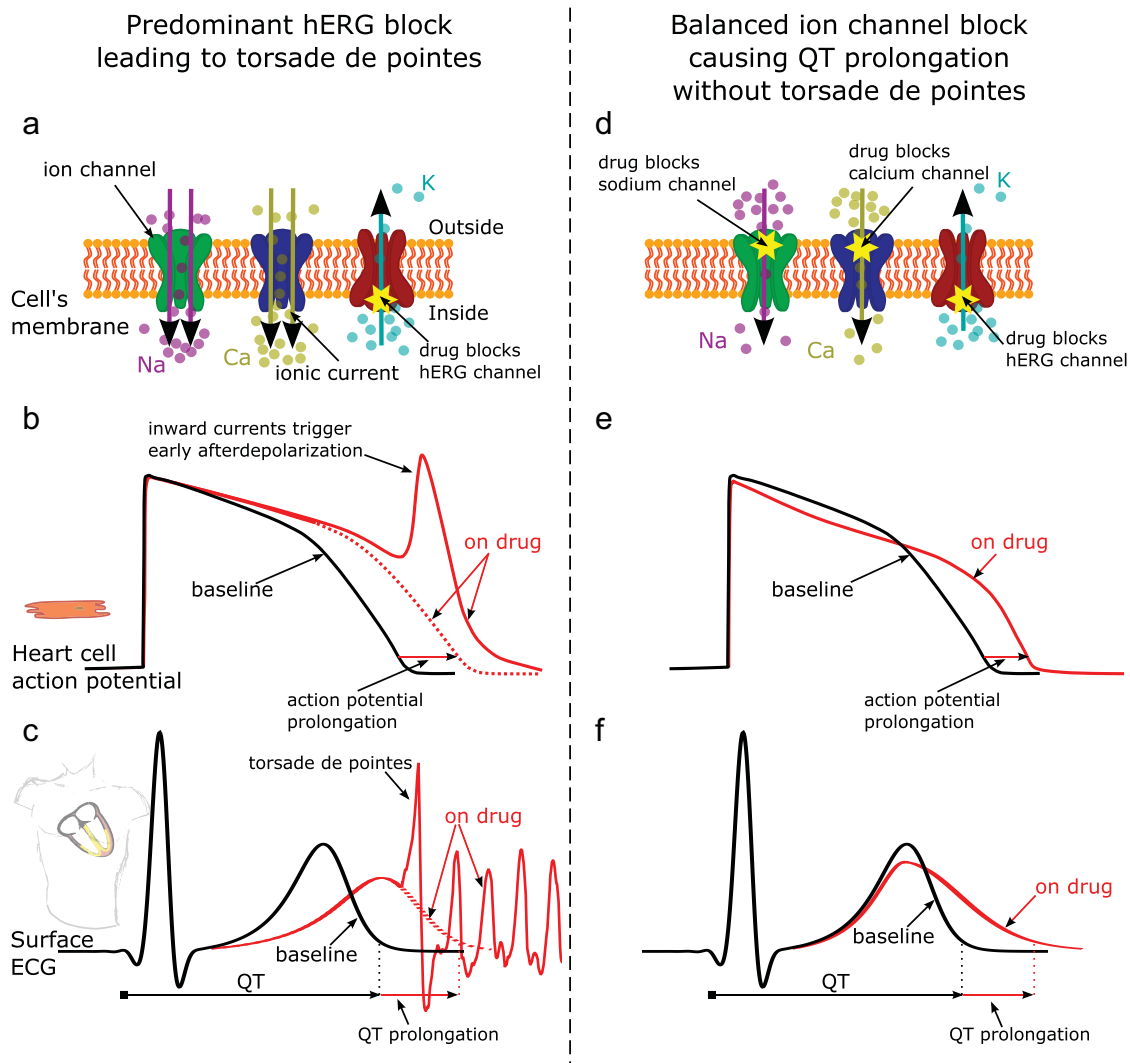 Predominant hERG block
leading to torsade de pointes
Balanced ion channel block
causing QT prolongation
without torsade de pointes
a
ion channel
K
Outside
Cell's
membrane
Inside
Na
Ca
ionic current
drug blocks
hERG channel
b
inward currents trigger
early afterdepolarization
on drug
baseline
Heart cell
action potential
action potential
prolongation
c
torsade de pointes
on drug
baseline
Surface
ECG
QT
QT prolongation
d
drug blocks
sodium channel
drug blocks
calcium channel
K
Na
Ca
drug blocks
hERG channel
e
on drug
baseline
action potential
prolongation
f
on drug
baseline
QT
QT prolongation